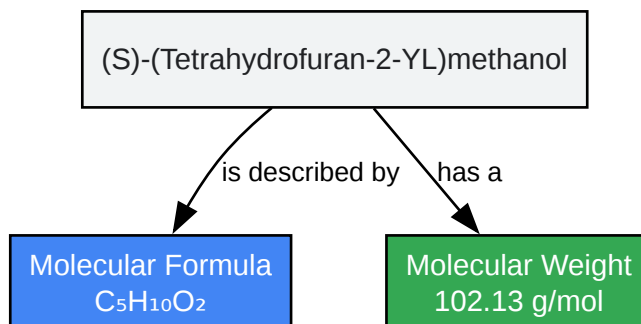 (S)-(Tetrahydrofuran-2-YL)methanol
is described by
has a
Molecular Formula
C₅H₁₀O₂
Molecular Weight
102.13 g/mol